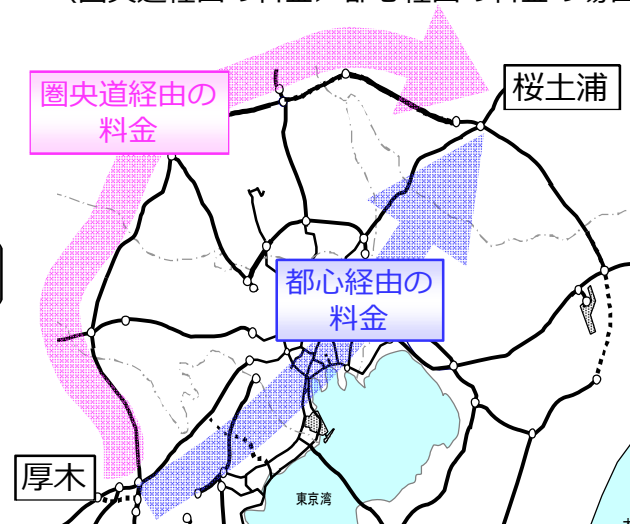 圏央道経由の
料金
桜土浦
都心経由の
料金
厚木
東京湾